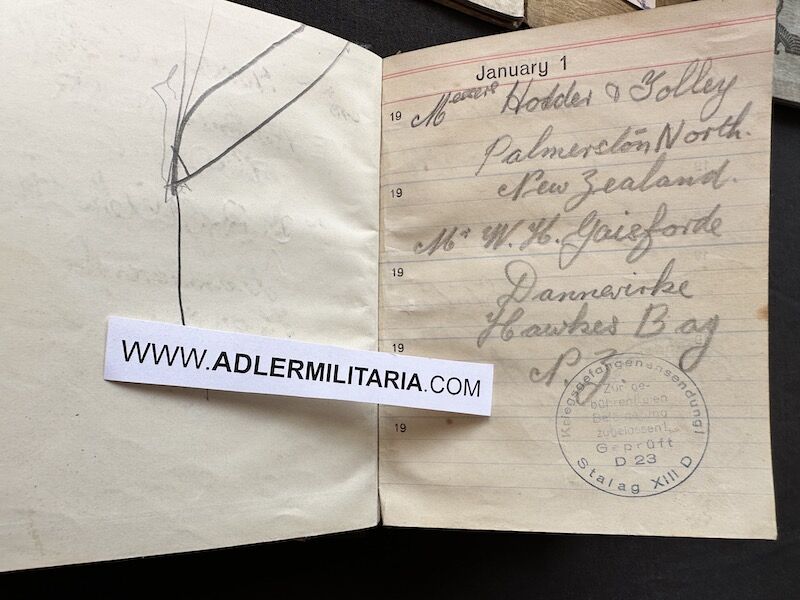 January 1
19 Messrs Hodder & Tolley
Palmerston North.
19 New Zealand.
Mr W. H. Gaisforde
19
Dannevirke
Hawkes Bay
19 N.Z.
19
WWW.ADLERMILITARIA.COM
Kriegsgefangenensendung!
Zur ge-
bührenfreien
Beförderung
zugelassen!
Geprüft
D 23
Stalag XIII D